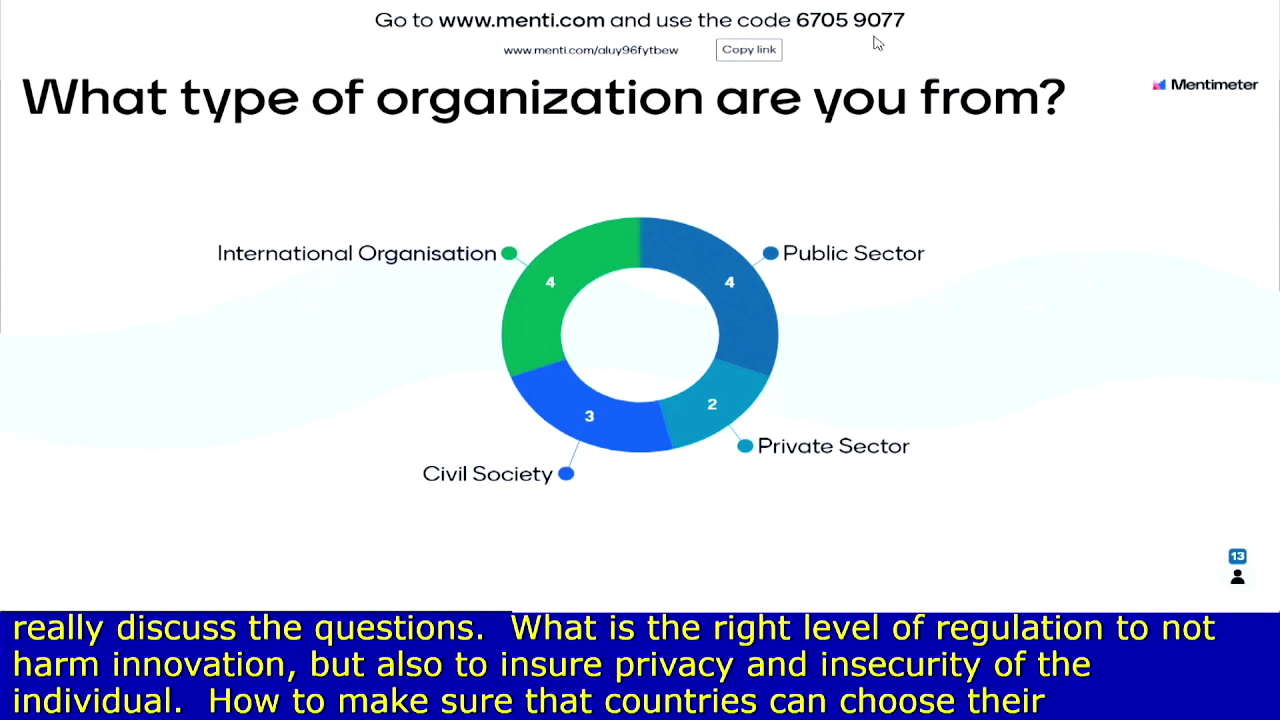 Go to www.menti.com and use the code 6705 9077
www.menti.com/aluy96fytbew Copy link
What type of organization are you from?
Mentimeter
International Organisation
Public Sector
4
4
2
3
Private Sector
Civil Society
13
really discuss the questions.  What is the right level of regulation to not
harm innovation, but also to insure privacy and insecurity of the
individual.  How to make sure that countries can choose their